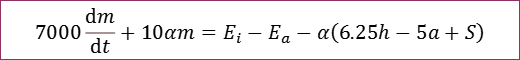 7000 dm/dt + 10αm = E_i − E_a − α(6.25h − 5a + S)